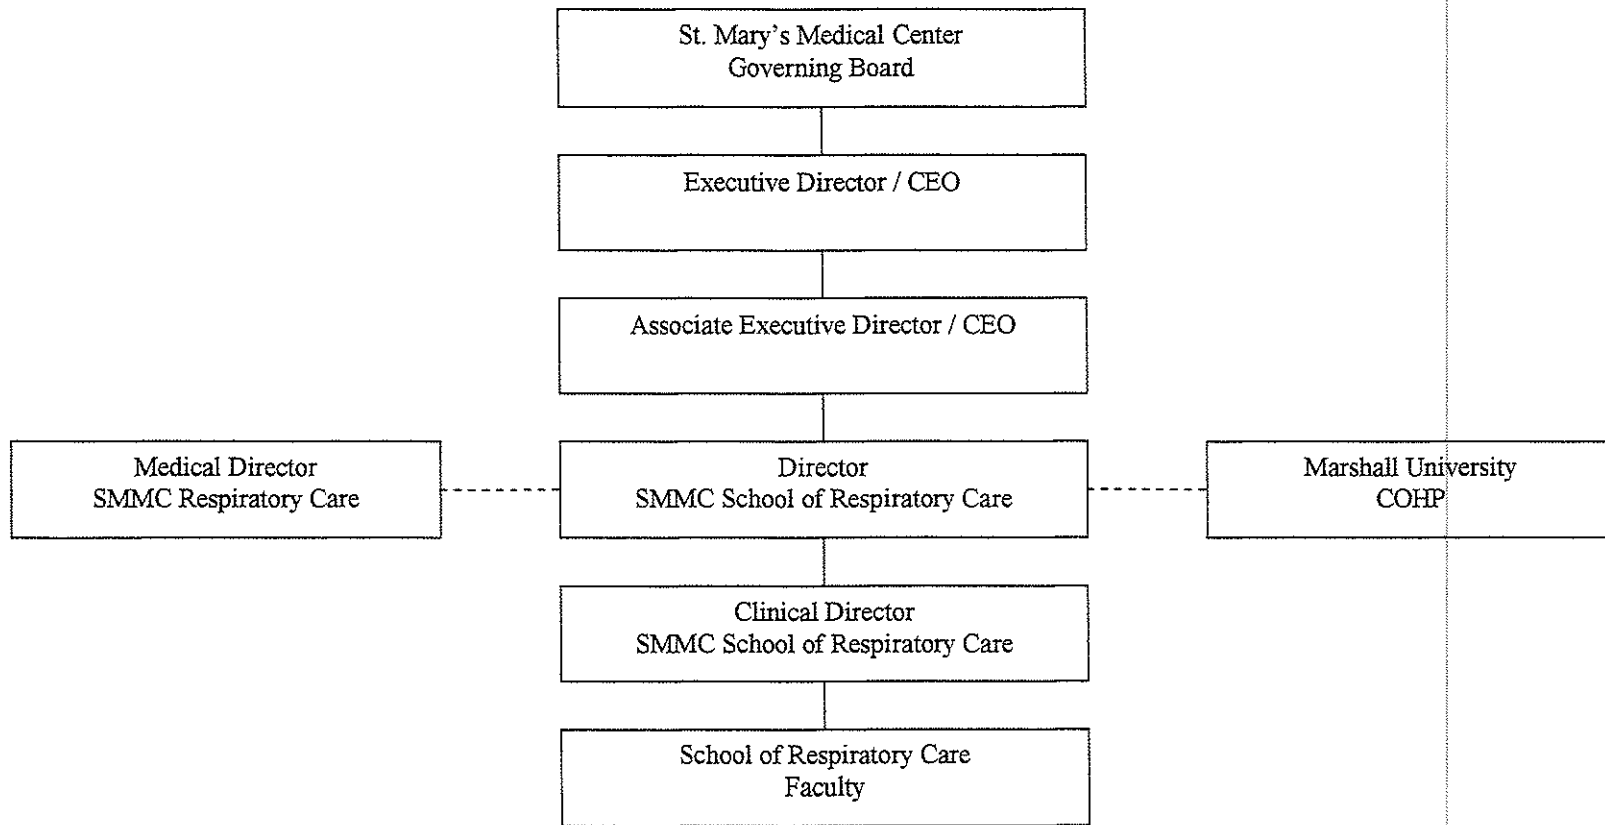 St. Mary's Medical Center
Governing Board
Executive Director / CEO
Associate Executive Director / CEO
Medical Director
SMMC Respiratory Care
Director
SMMC School of Respiratory Care
Marshall University
COHP
Clinical Director
SMMC School of Respiratory Care
School of Respiratory Care
Faculty